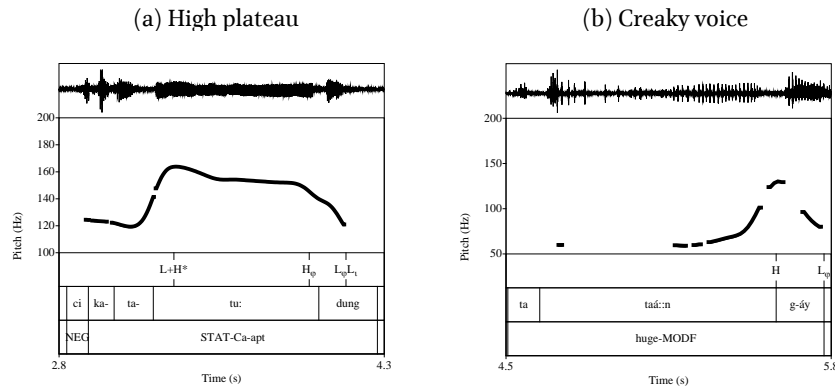 (a) High plateau
200
180
160
140
120
100
Pitch (Hz)
L+H* Hφ LφLι
ci ka- ta- tu: dung
NEG STAT-Ca-apt
2.8 4.3
Time (s)
(b) Creaky voice
200
150
100
50
Pitch (Hz)
H Lφ
ta taá::n g-áy
huge-MODF
4.5 5.8
Time (s)